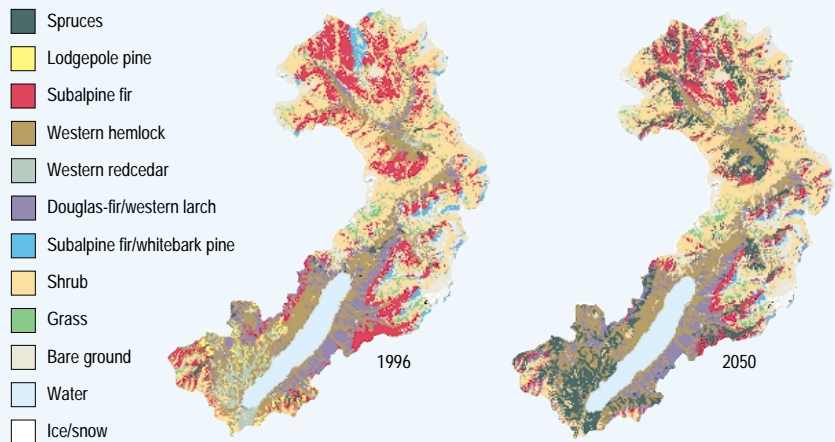 Spruces
Lodgepole pine
Subalpine fir
Western hemlock
Western redcedar
Douglas-fir/western larch
Subalpine fir/whitebark pine
Shrub
Grass
Bare ground
Water
Ice/snow
1996
2050